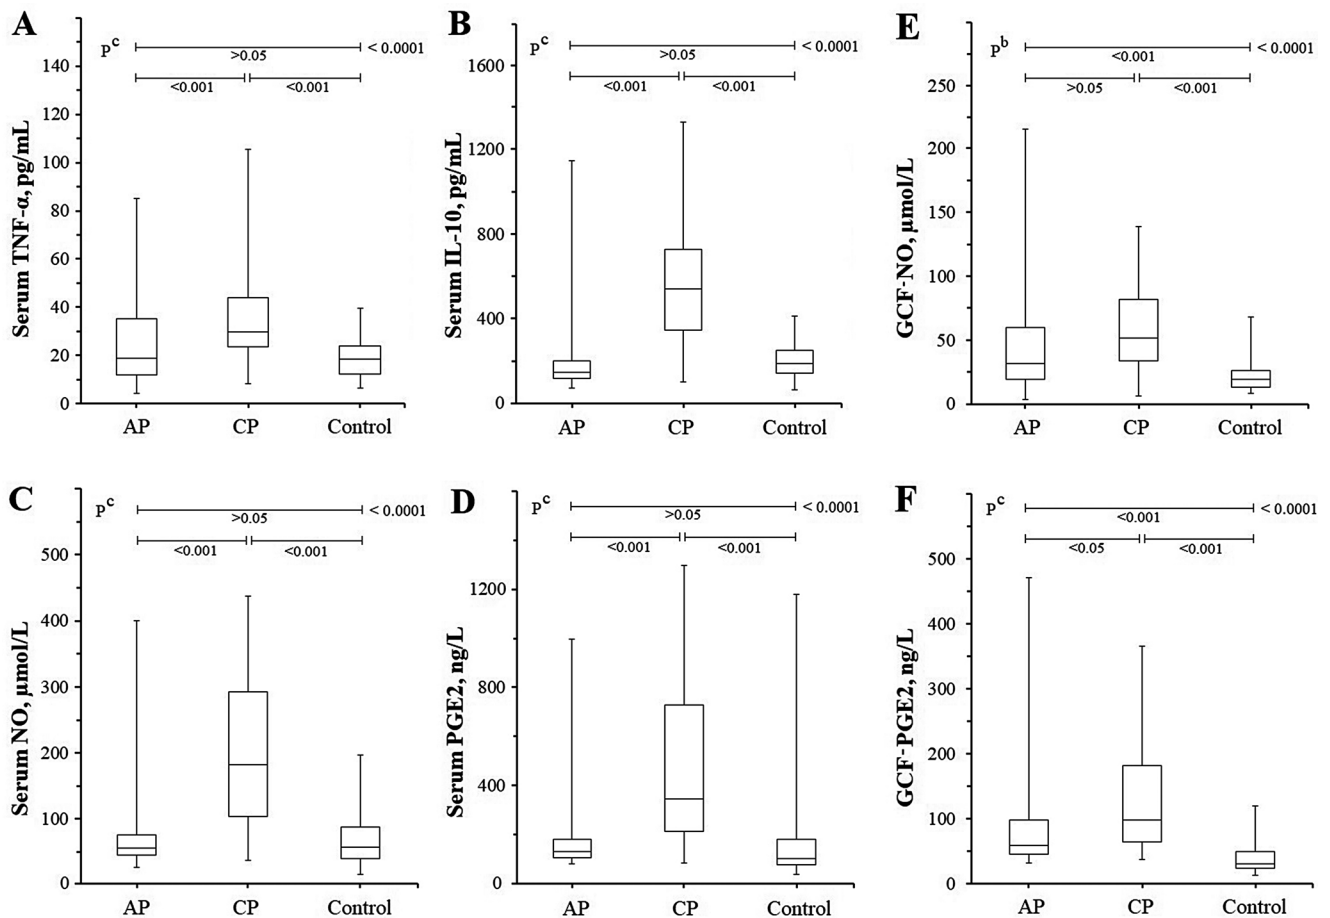 A
Pᶜ
< 0.0001
>0.05
<0.001 <0.001
Serum TNF-α, pg/mL
140
120
100
80
60
40
20
0
AP CP Control
B
Pᶜ
< 0.0001
>0.05
<0.001 <0.001
Serum IL-10, pg/mL
1600
1200
800
400
0
AP CP Control
E
Pᵇ
< 0.0001
<0.001
>0.05 <0.001
GCF-NO, µmol/L
250
200
150
100
50
0
AP CP Control
C
Pᶜ
< 0.0001
>0.05
<0.001 <0.001
Serum NO, µmol/L
500
400
300
200
100
0
AP CP Control
D
Pᶜ
< 0.0001
>0.05
<0.001 <0.001
Serum PGE2, ng/L
1200
800
400
0
AP CP Control
F
Pᶜ
< 0.0001
<0.001
<0.05 <0.001
GCF-PGE2, ng/L
500
400
300
200
100
0
AP CP Control